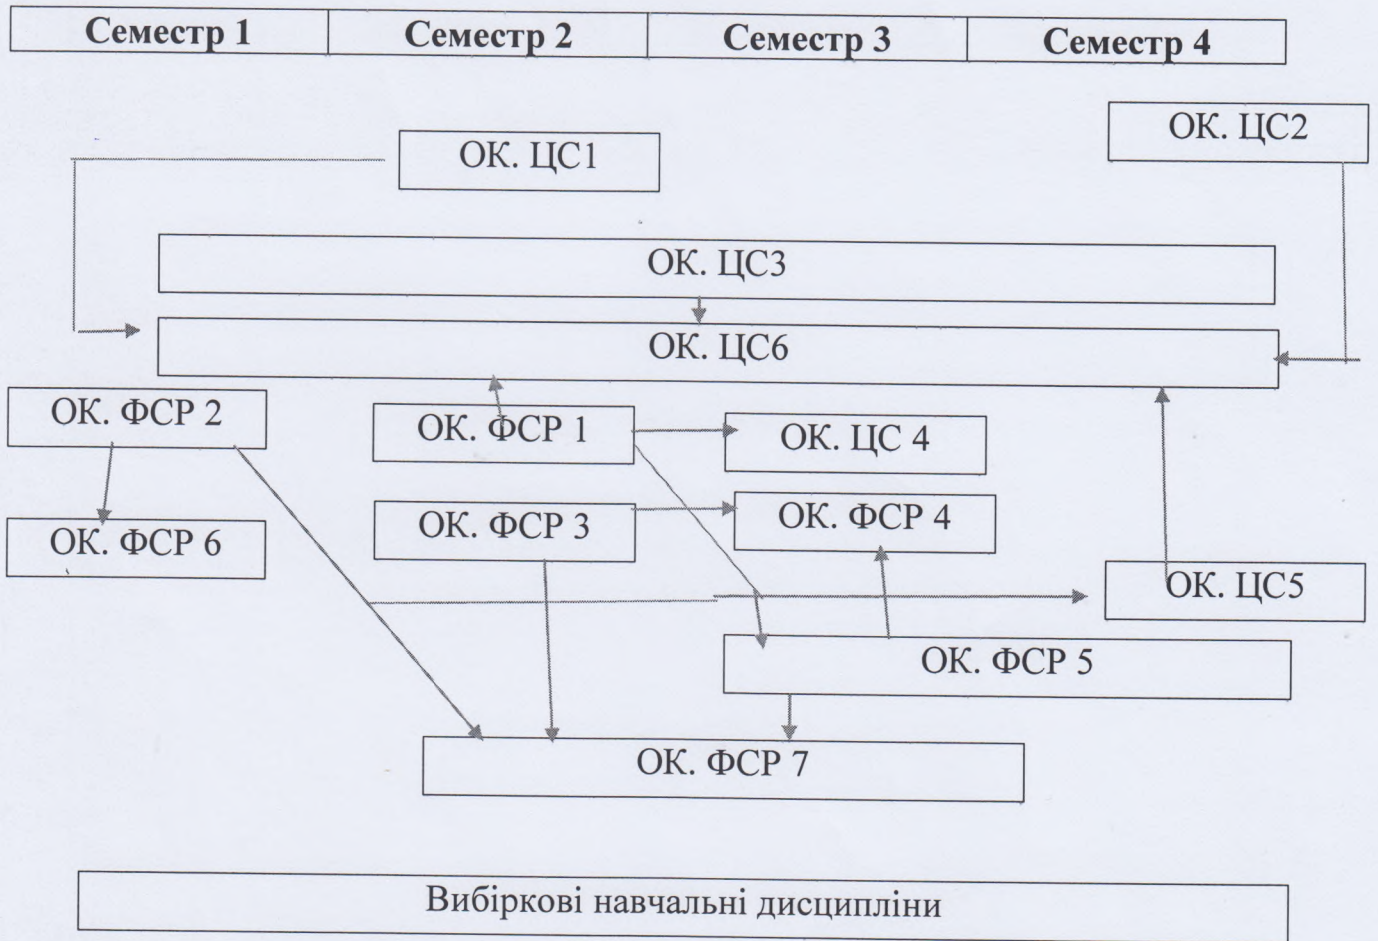 Семестр 1 Семестр 2 Семестр 3 Семестр 4
ОК. ЦС2
ОК. ЦС1
ОК. ЦС3
ОК. ЦС6
ОК. ФСР 2 ОК. ФСР 1 ОК. ЦС 4
ОК. ФСР 6 ОК. ФСР 3 ОК. ФСР 4
ОК. ЦС5
ОК. ФСР 5
ОК. ФСР 7
Вибіркові навчальні дисципліни